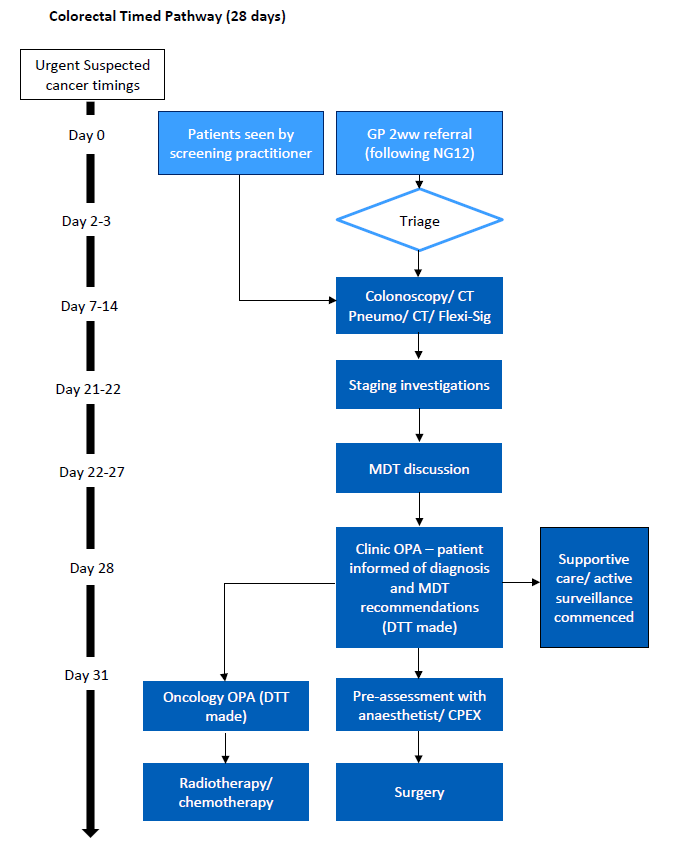 Colorectal Timed Pathway (28 days)
Urgent Suspected
cancer timings
Day 0
Patients seen by
screening practitioner
GP 2ww referral
(following NG12)
Day 2-3
Triage
Day 7-14
Colonoscopy/ CT
Pneumo/ CT/ Flexi-Sig
Day 21-22
Staging investigations
Day 22-27
MDT discussion
Day 28
Clinic OPA – patient
informed of diagnosis
and MDT
recommendations
(DTT made)
Supportive
care/ active
surveillance
commenced
Day 31
Oncology OPA (DTT
made)
Pre-assessment with
anaesthetist/ CPEX
Radiotherapy/
chemotherapy
Surgery